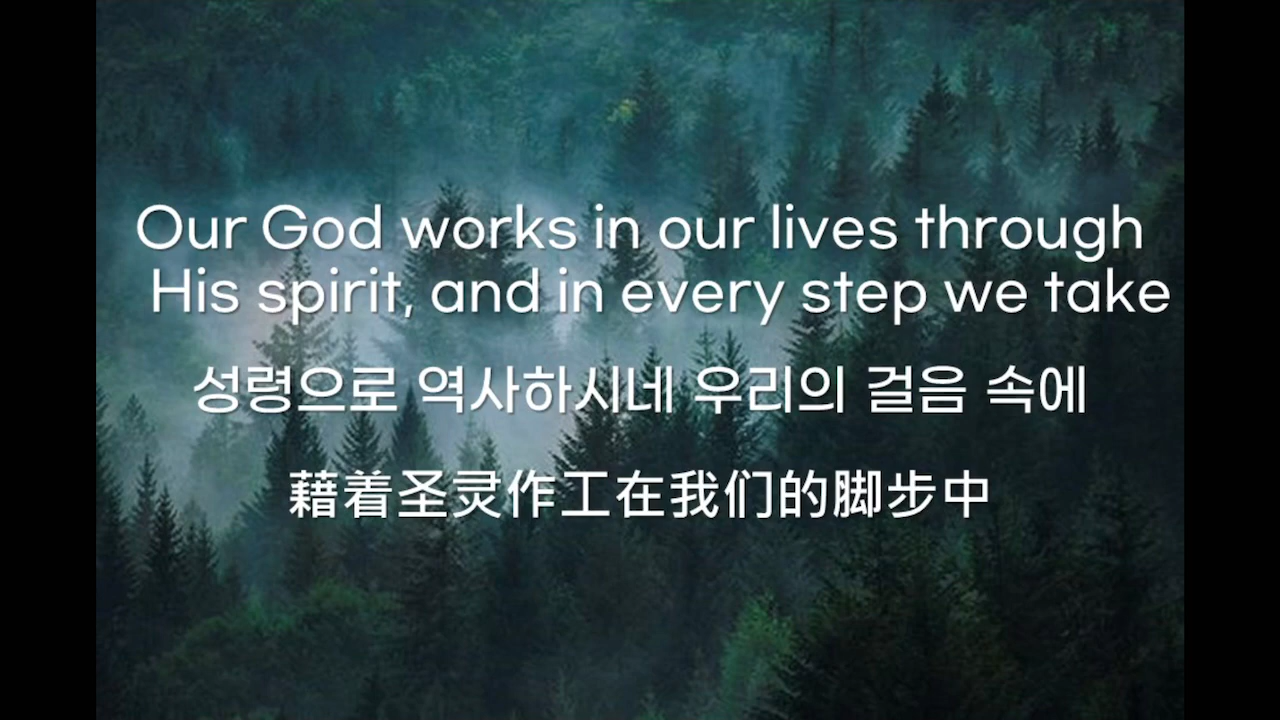 Our God works in our lives through
His spirit, and in every step we take
성령으로 역사하시네 우리의 걸음 속에
藉着圣灵作工在我们的脚步中